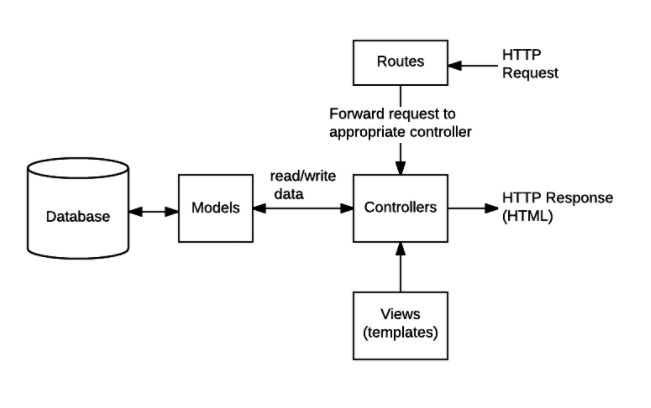 Routes
HTTP
Request
Forward request to
appropriate controller
read/write
data
Database
Models
Controllers
HTTP Response
(HTML)
Views
(templates)